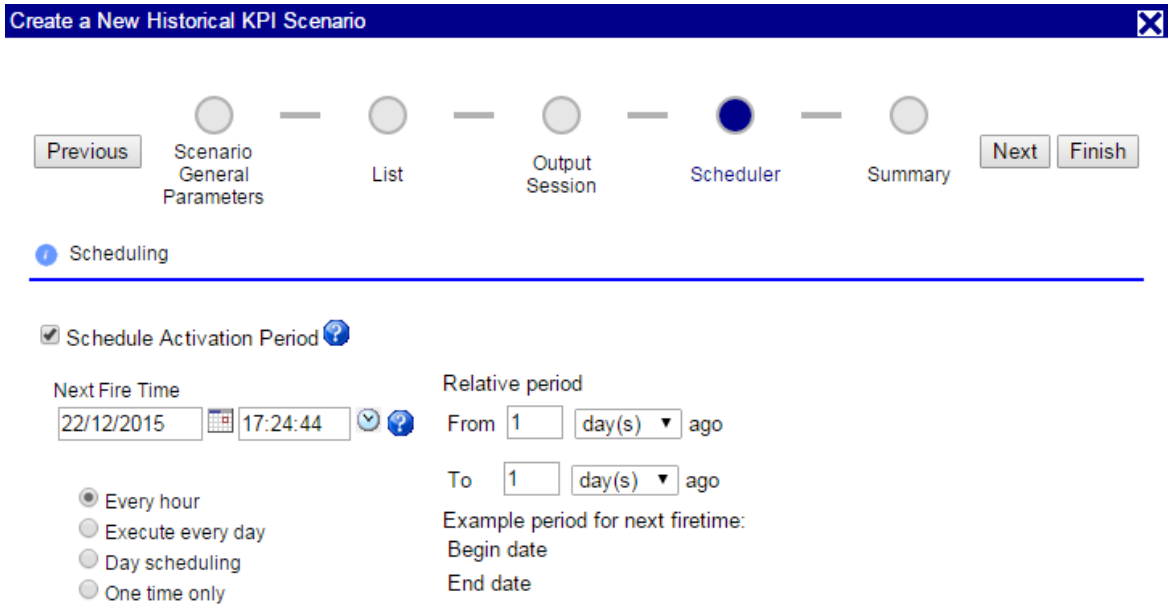 Create a New Historical KPI Scenario
Previous
Scenario
General
Parameters
List
Output
Session
Scheduler
Summary
Next
Finish
Scheduling
Schedule Activation Period
Next Fire Time
22/12/2015
17:24:44
Every hour
Execute every day
Day scheduling
One time only
Relative period
From 1 day(s) ago
To 1 day(s) ago
Example period for next firetime:
Begin date
End date